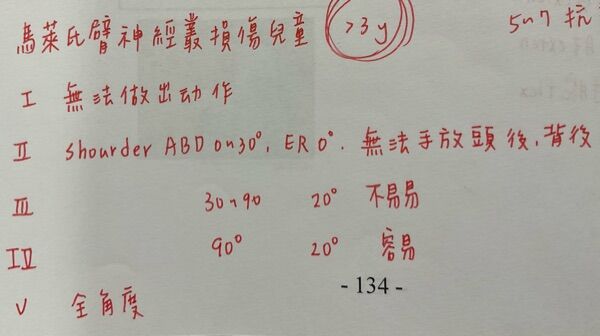 馬萊氏臂神經叢損傷兒童 >3y
5~7 抗
I 無法做出动作
II shourder ABD 0~30°, ER 0°. 無法手放頭後, 背後
III 30~90 20° 不易
IV 90° 20° 容易
V 全角度
- 134 -